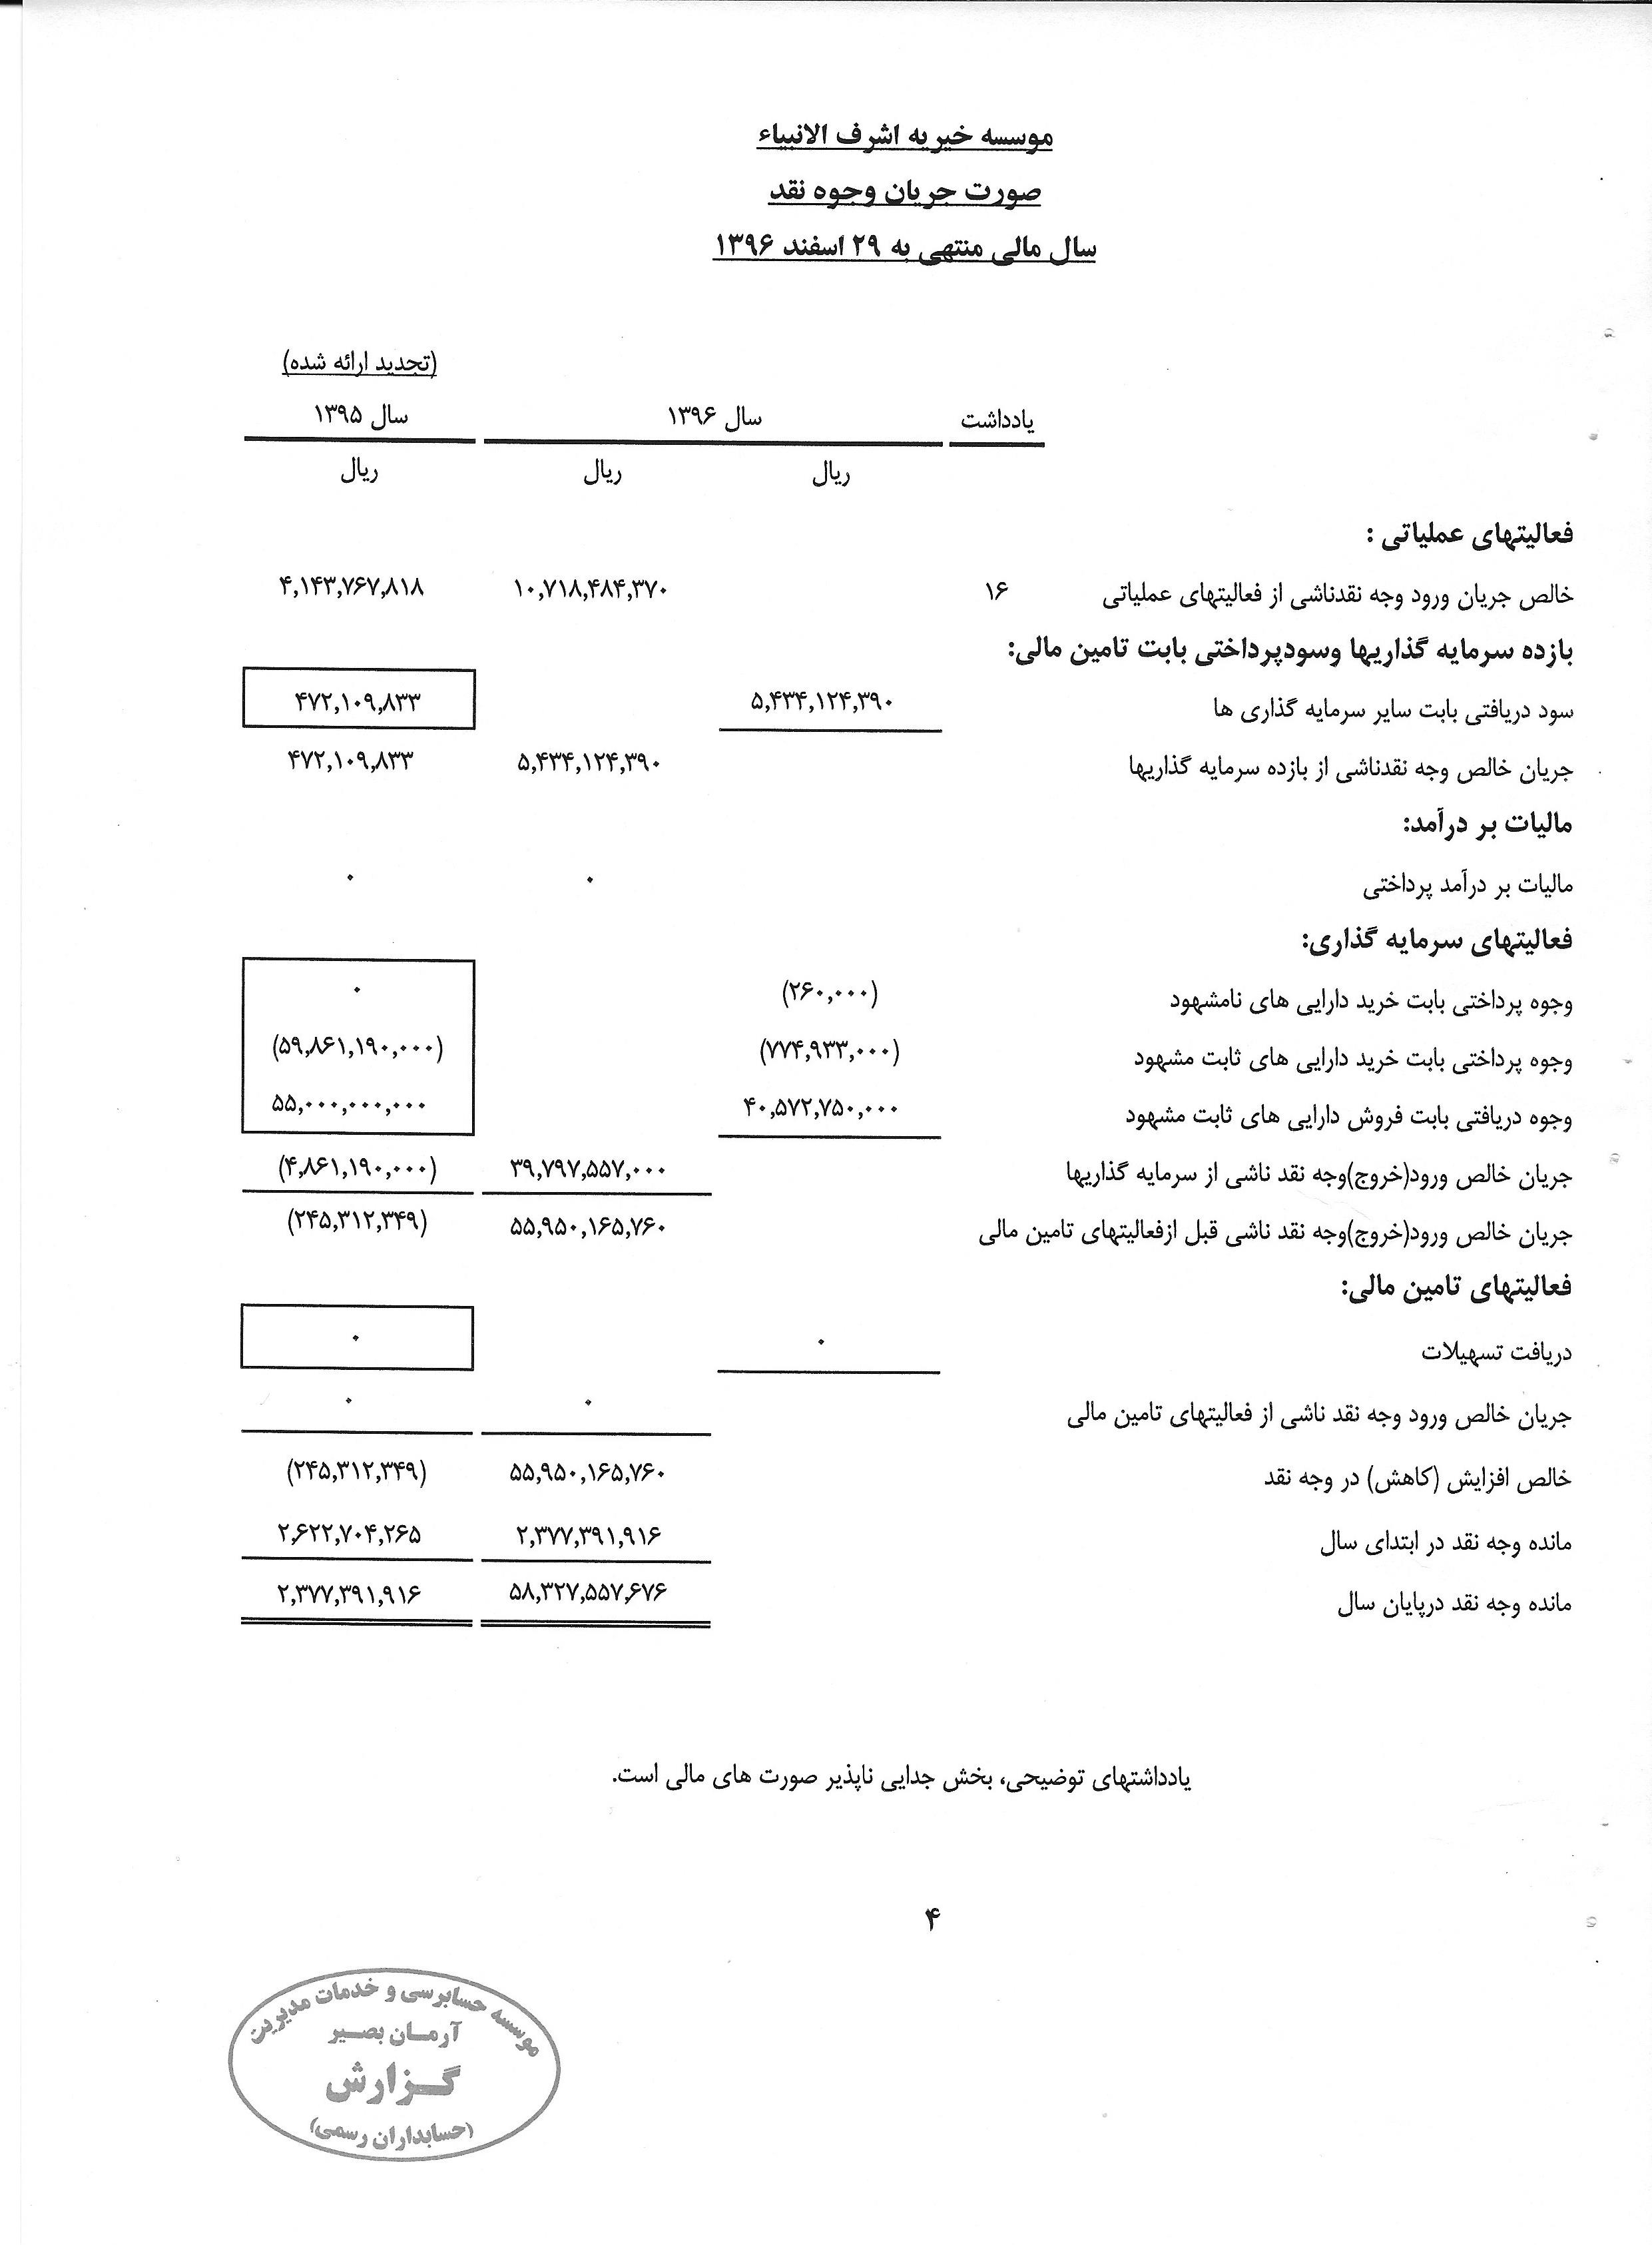 موسسه خیریه اشرف الانبیاء
صورت جریان وجوه نقد
سال مالی منتهی به ۲۹ اسفند ۱۳۹۶
(تجدید ارائه شده)
یادداشت سال ۱۳۹۶ سال ۱۳۹۵
ریال ریال ریال
فعالیتهای عملیاتی :
خالص جریان ورود وجه نقدناشی از فعالیتهای عملیاتی ۱۶ ۱۰,۷۱۸,۴۸۴,۳۷۰ ۴,۱۴۳,۷۶۷,۸۱۸
بازده سرمایه گذاریها وسودپرداختی بابت تامین مالی:
سود دریافتی بابت سایر سرمایه گذاری ها ۵,۴۳۴,۱۲۴,۳۹۰ ۴۷۲,۱۰۹,۸۳۳
جریان خالص وجه نقدناشی از بازده سرمایه گذاریها ۵,۴۳۴,۱۲۴,۳۹۰ ۴۷۲,۱۰۹,۸۳۳
مالیات بر درآمد:
مالیات بر درآمد پرداختی ۰ ۰
فعالیتهای سرمایه گذاری:
وجوه پرداختی بابت خرید دارایی های نامشهود (۲۶۰,۰۰۰) ۰
وجوه پرداختی بابت خرید دارایی های ثابت مشهود (۷۷۴,۹۳۳,۰۰۰) (۵۹,۸۶۱,۱۹۰,۰۰۰)
وجوه دریافتی بابت فروش دارایی های ثابت مشهود ۴۰,۵۷۲,۷۵۰,۰۰۰ ۵۵,۰۰۰,۰۰۰,۰۰۰
جریان خالص ورود(خروج)وجه نقد ناشی از سرمایه گذاریها ۳۹,۷۹۷,۵۵۷,۰۰۰ (۴,۸۶۱,۱۹۰,۰۰۰)
جریان خالص ورود(خروج)وجه نقد ناشی قبل ازفعالیتهای تامین مالی ۵۵,۹۵۰,۱۶۵,۷۶۰ (۲۴۵,۳۱۲,۳۴۹)
فعالیتهای تامین مالی:
دریافت تسهیلات ۰ ۰
جریان خالص ورود وجه نقد ناشی از فعالیتهای تامین مالی ۰ ۰
خالص افزایش (کاهش) در وجه نقد ۵۵,۹۵۰,۱۶۵,۷۶۰ (۲۴۵,۳۱۲,۳۴۹)
مانده وجه نقد در ابتدای سال ۲,۳۷۷,۳۹۱,۹۱۶ ۲,۶۲۲,۷۰۴,۲۶۵
مانده وجه نقد درپایان سال ۵۸,۳۲۷,۵۵۷,۶۷۶ ۲,۳۷۷,۳۹۱,۹۱۶
یادداشتهای توضیحی، بخش جدایی ناپذیر صورت های مالی است.
۴
موسسه حسابرسی و خدمات مدیریت
آرمان بصیر
گزارش
(حسابداران رسمی)